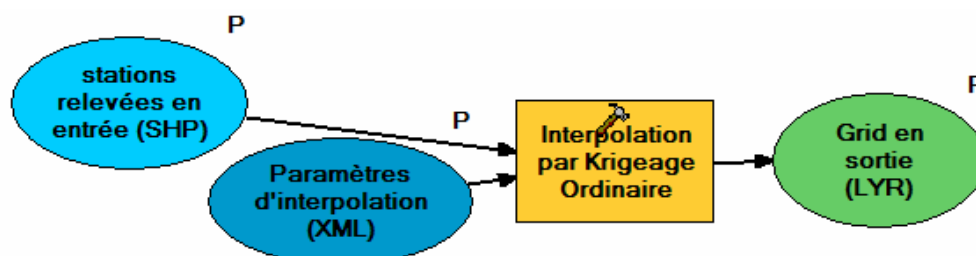 P
stations
relevées en
entrée (SHP)
P
Paramètres
d'interpolation
(XML)
Interpolation
par Krigeage
Ordinaire
P
Grid en
sortie
(LYR)